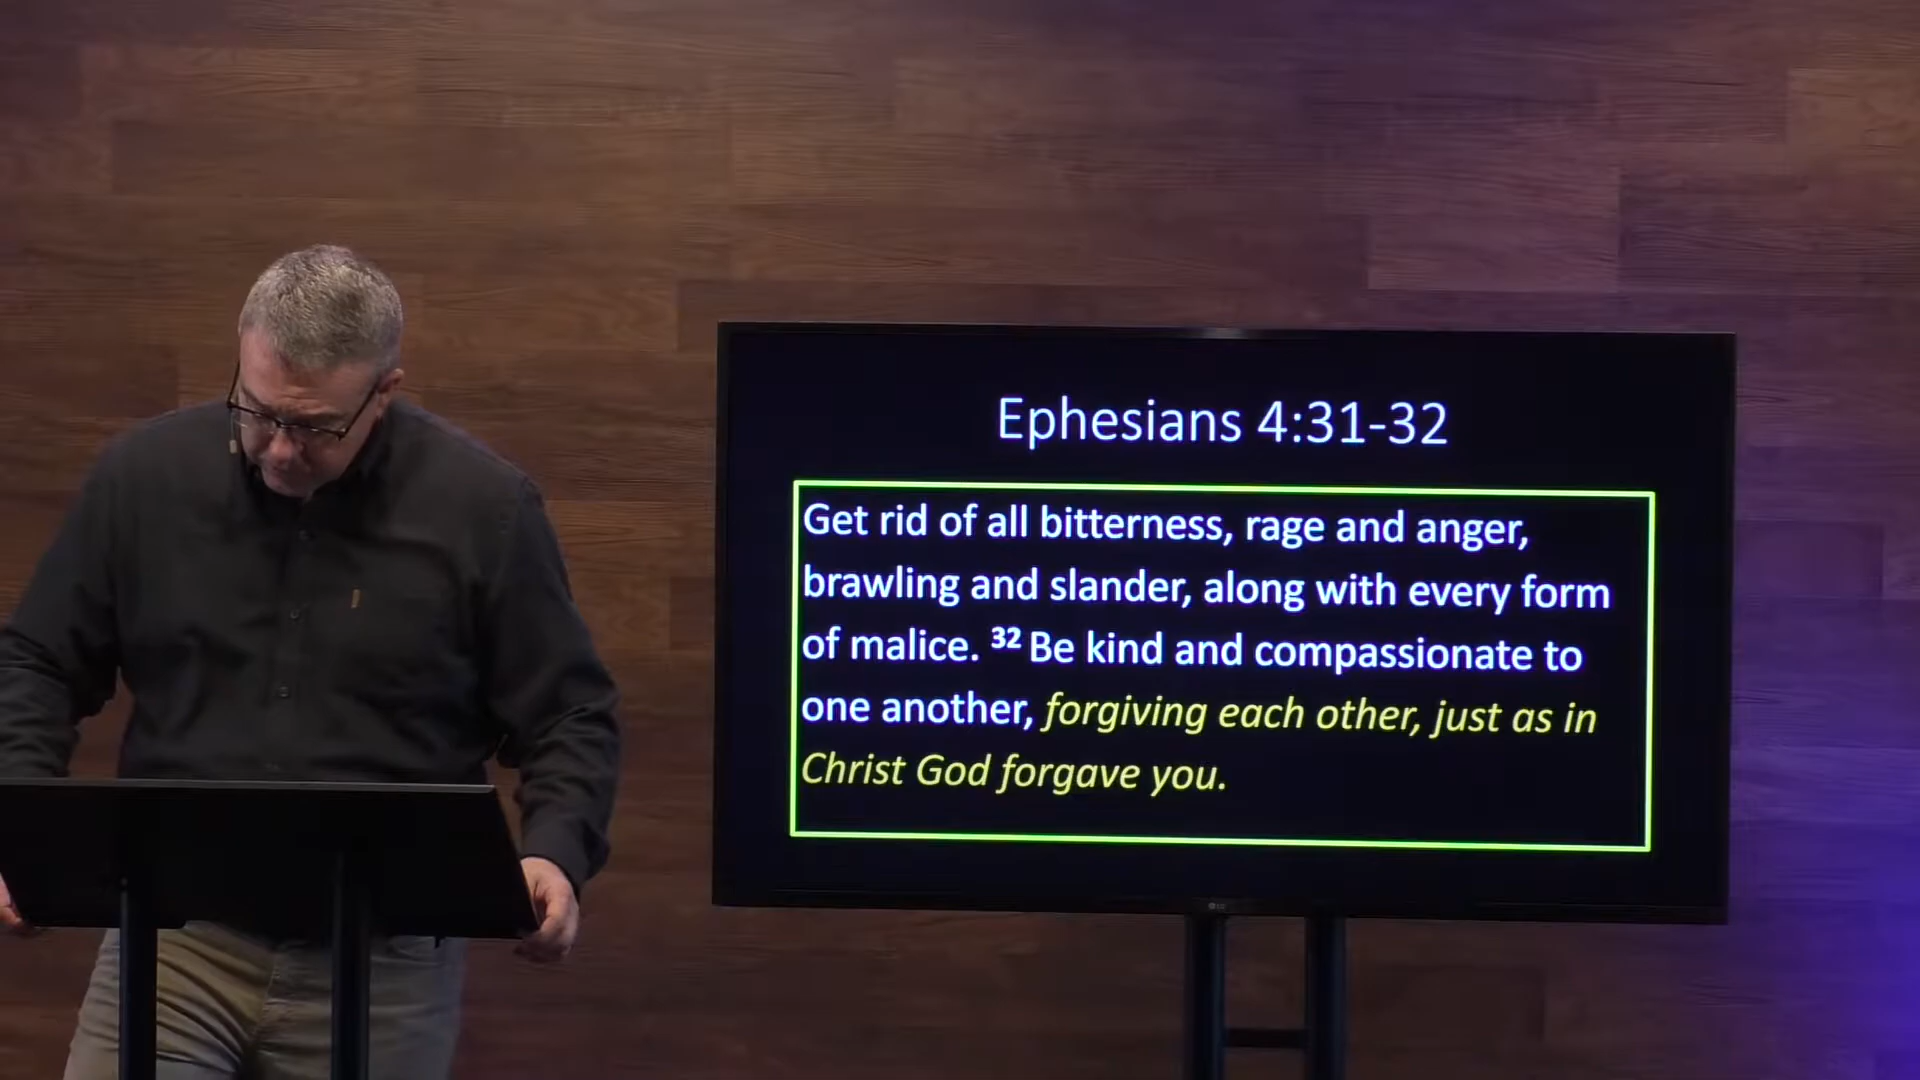 Ephesians 4:31-32
Get rid of all bitterness, rage and anger,
brawling and slander, along with every form
of malice. 32 Be kind and compassionate to
one another, forgiving each other, just as in
Christ God forgave you.
LG